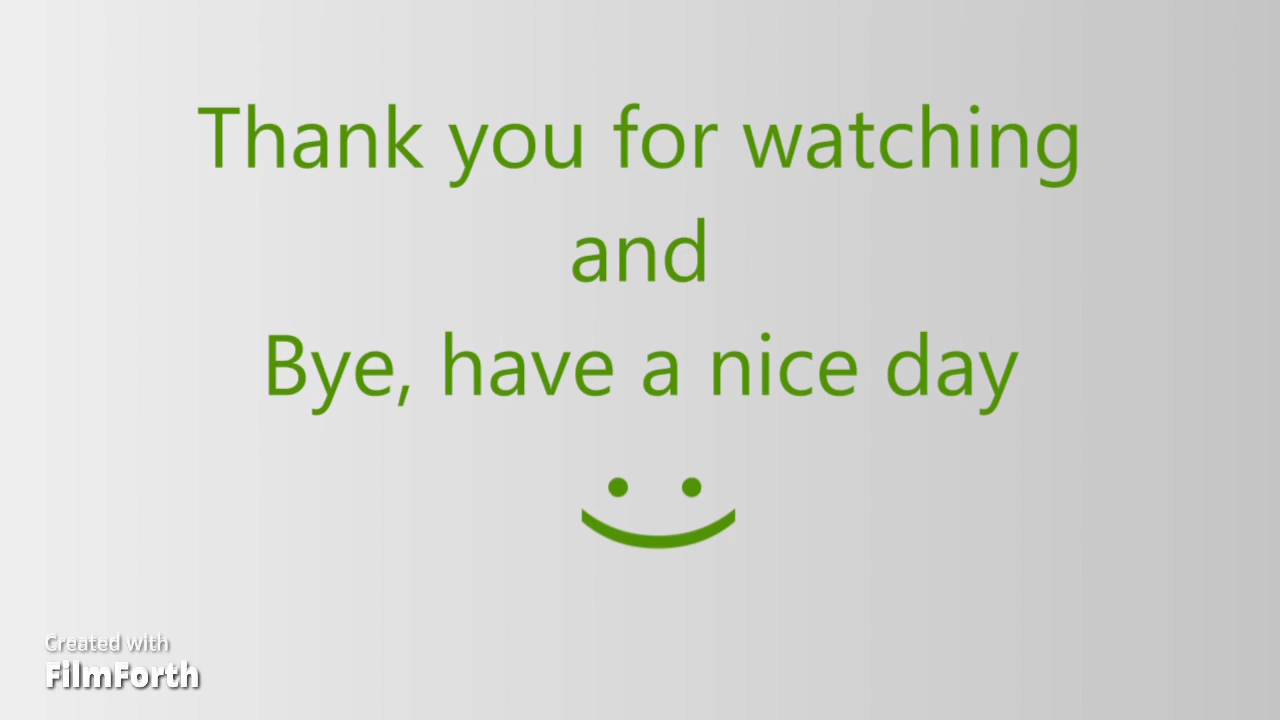 Thank you for watching
and
Bye, have a nice day
Created with
FilmForth